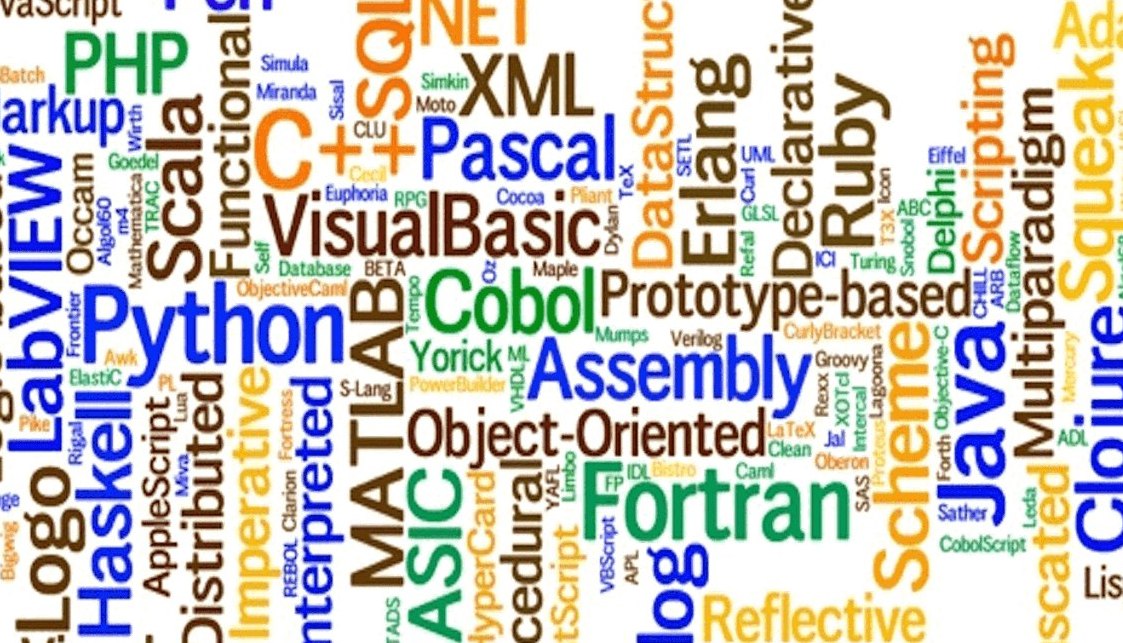 vaScript
PHP
Batch
arkup
Wirth
Goedel
Occam
Algol60
m4
Mathematica
TRAC
Scala
Functional
LabVIEW
Simula
Miranda
Sisal
SQL
.NET
Simkin
Moto
XML
C++
CLU
Cecil
Pascal
Euphoria
RPG
Cocoa
Pliant
TeX
Dylan
VisualBasic
Self
Database
BETA
Oz
Maple
DataStruc
SETL
Erlang
UML
Curl
GLSL
Refal
Declarative
ICI
Ruby
Turing
Icon
T3X
ABC
Snobol
Eiffel
Delphi
Scripting
CHILL
ARB
Dataflow
Multiparadigm
Ada
Squeak
ObjectiveCaml
Frontier
Python
Awk
ElastiC
MATLAB
Tempo
Cobol
Prototype-based
Mumps
Verilog
CurlyBracket
Yorick
ML
PowerBuilder
VHDL
Assembly
Groovy
Rexx
XOTcl
Lagoona
Scheme
Objective-C
Java
Mercury
Clojure
Pike
Rigal
Haskell
PL
Lua
AppleScript
Miva
Distributed
Imperative
Fortress
Clarion
REBOL
nterpreted
S-Lang
Object-Oriented
LaTeX
Clean
Jal
Oberon
Intercal
Proteus
SAS
Forth
ADL
Logo
Bigwig
TADS
ASIC
HyperCard
cedural
YAFL
Limbo
tScript
Fortran
FP
IDL
Bistro
Caml
VBScript
APL
log
Reflective
Sather
CobolScript
Leda
scated
Lis